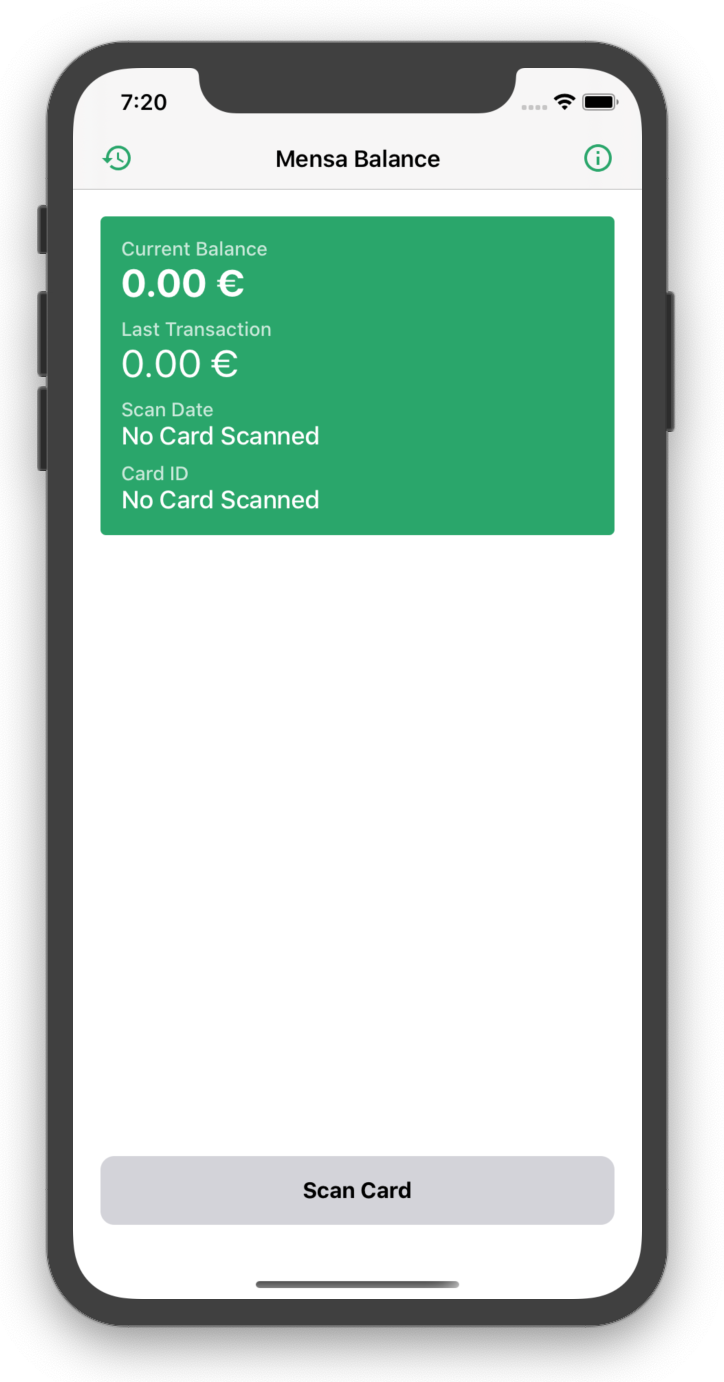 7:20
Mensa Balance
Current Balance
0.00 €
Last Transaction
0.00 €
Scan Date
No Card Scanned
Card ID
No Card Scanned
Scan Card